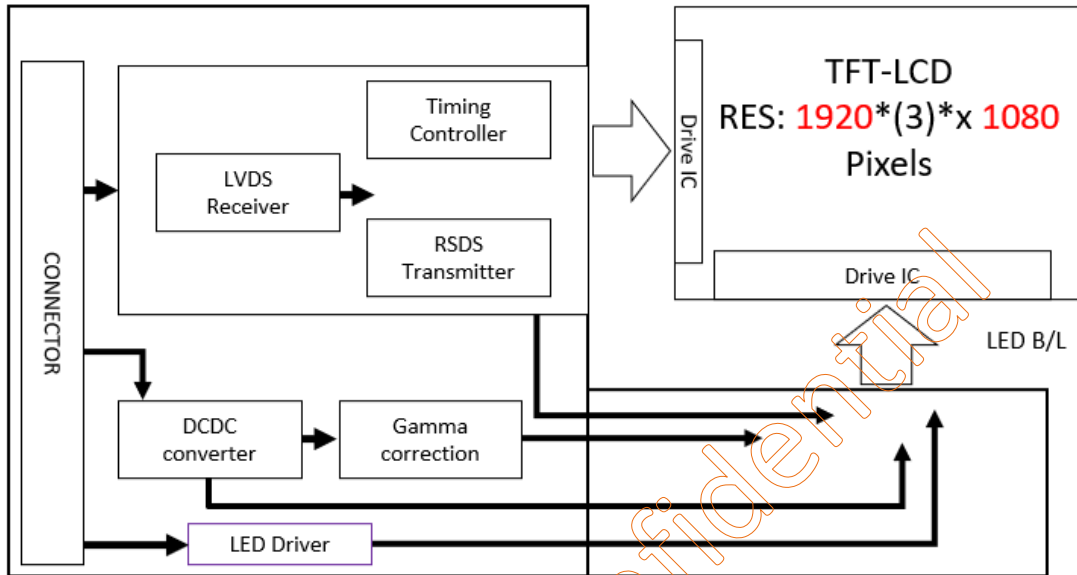 CONNECTOR
LVDS
Receiver
Timing
Controller
RSDS
Transmitter
DCDC
converter
Gamma
correction
LED Driver
Drive IC
TFT-LCD
RES: 1920*(3)*x 1080
Pixels
Drive IC
LED B/L